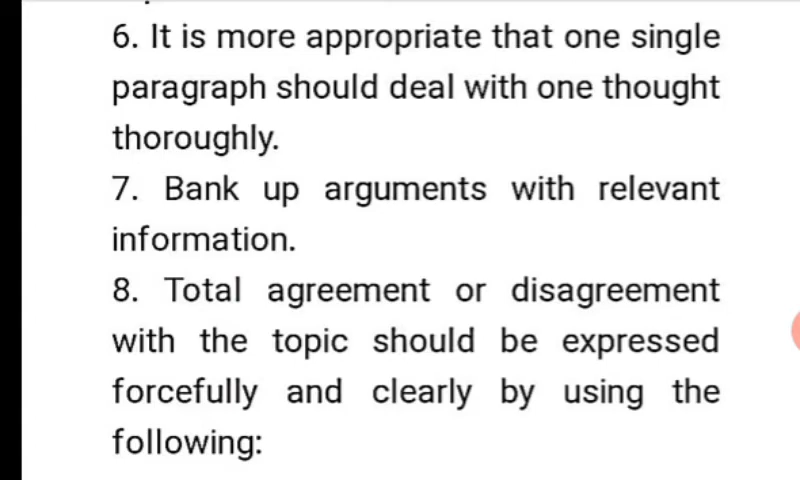 6. It is more appropriate that one single
paragraph should deal with one thought
thoroughly.
7. Bank up arguments with relevant
information.
8. Total agreement or disagreement
with the topic should be expressed
forcefully and clearly by using the
following: